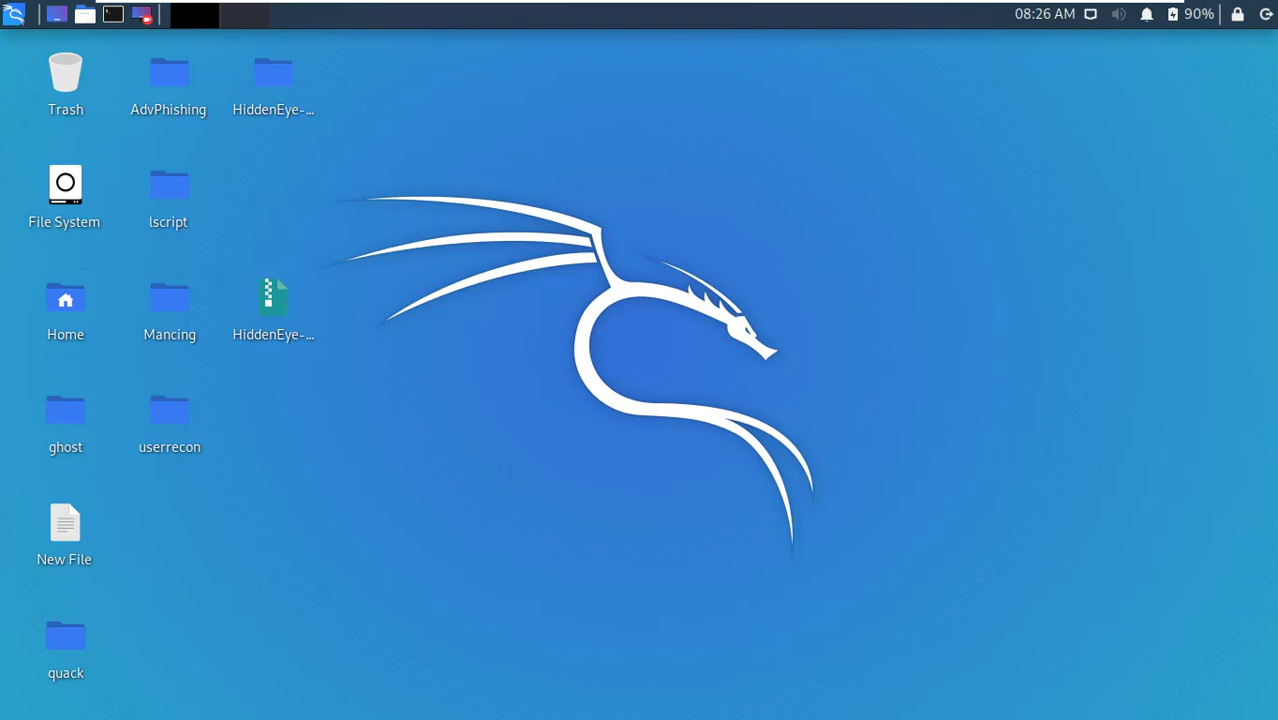 08:26 AM
90%
Trash
AdvPhishing
HiddenEye-...
File System
lscript
Home
Mancing
HiddenEye-...
ghost
userrecon
New File
quack